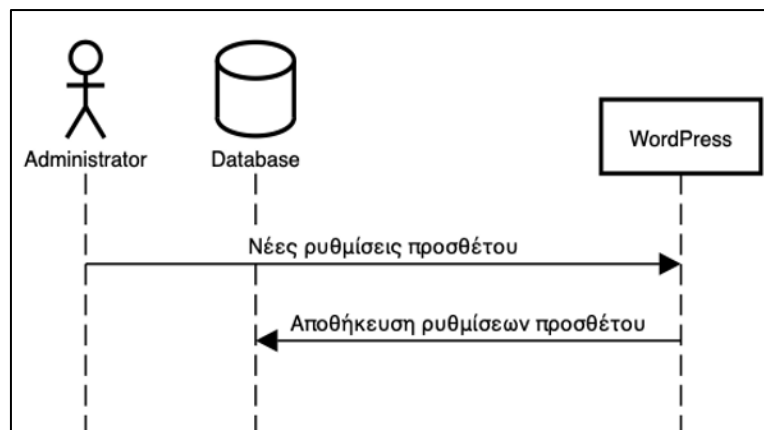 Administrator
Database
WordPress
Νέες ρυθμίσεις προσθέτου
Αποθήκευση ρυθμίσεων προσθέτου